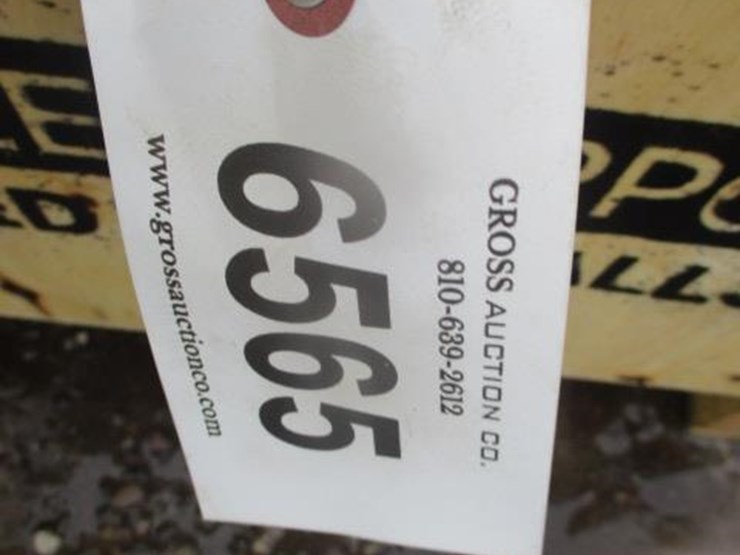 GROSS AUCTION CO.
810-639-2612
6565
www.grossauctionco.com